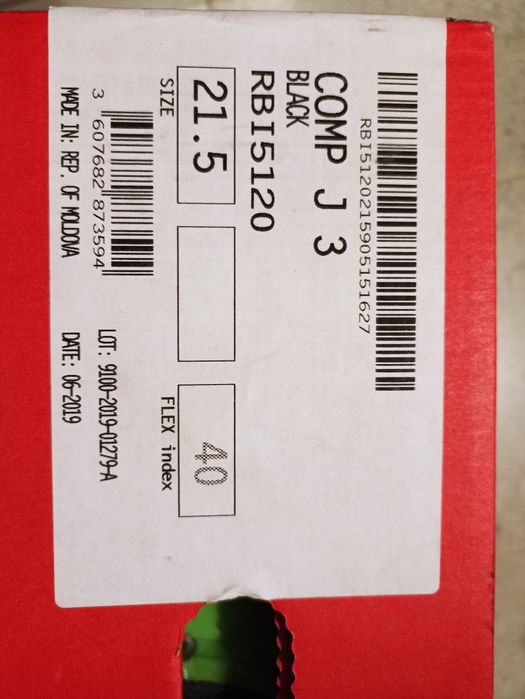 RBI5120215905151627
COMP J 3
BLACK
RBI5120
21.5
40
SIZE
FLEX index
3 607682 873594
LOT: 9100-2019-01279-A
MADE IN: REP. OF MOLDOVA
DATE: 06-2019